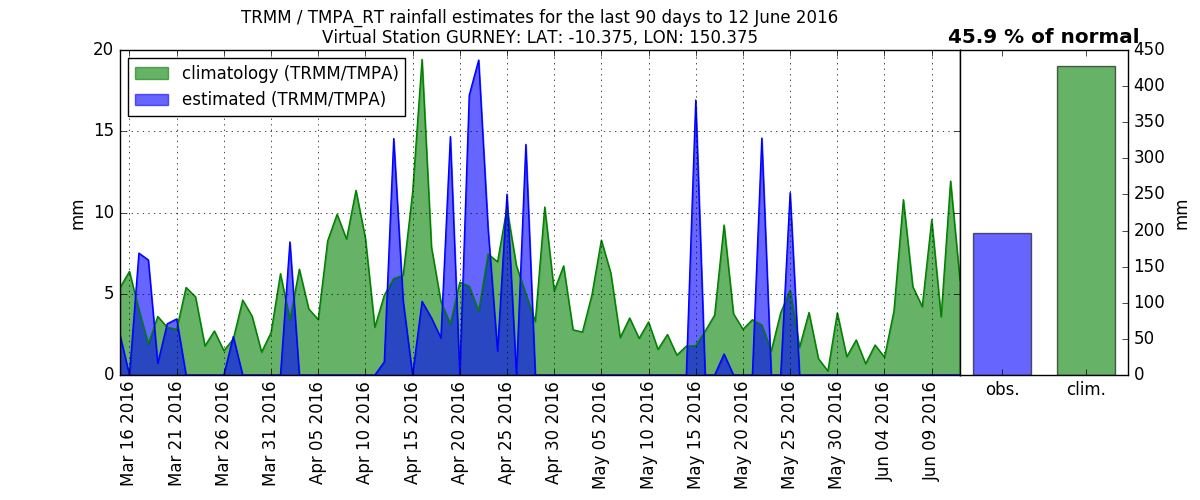 TRMM / TMPA_RT rainfall estimates for the last 90 days to 12 June 2016
Virtual Station GURNEY: LAT: -10.375, LON: 150.375
45.9 % of normal
climatology (TRMM/TMPA)
estimated (TRMM/TMPA)
mm
20
15
10
5
0
Mar 16 2016
Mar 21 2016
Mar 26 2016
Mar 31 2016
Apr 05 2016
Apr 10 2016
Apr 15 2016
Apr 20 2016
Apr 25 2016
Apr 30 2016
May 05 2016
May 10 2016
May 15 2016
May 20 2016
May 25 2016
May 30 2016
Jun 04 2016
Jun 09 2016
obs.
clim.
450
400
350
300
250
200
150
100
50
0
mm